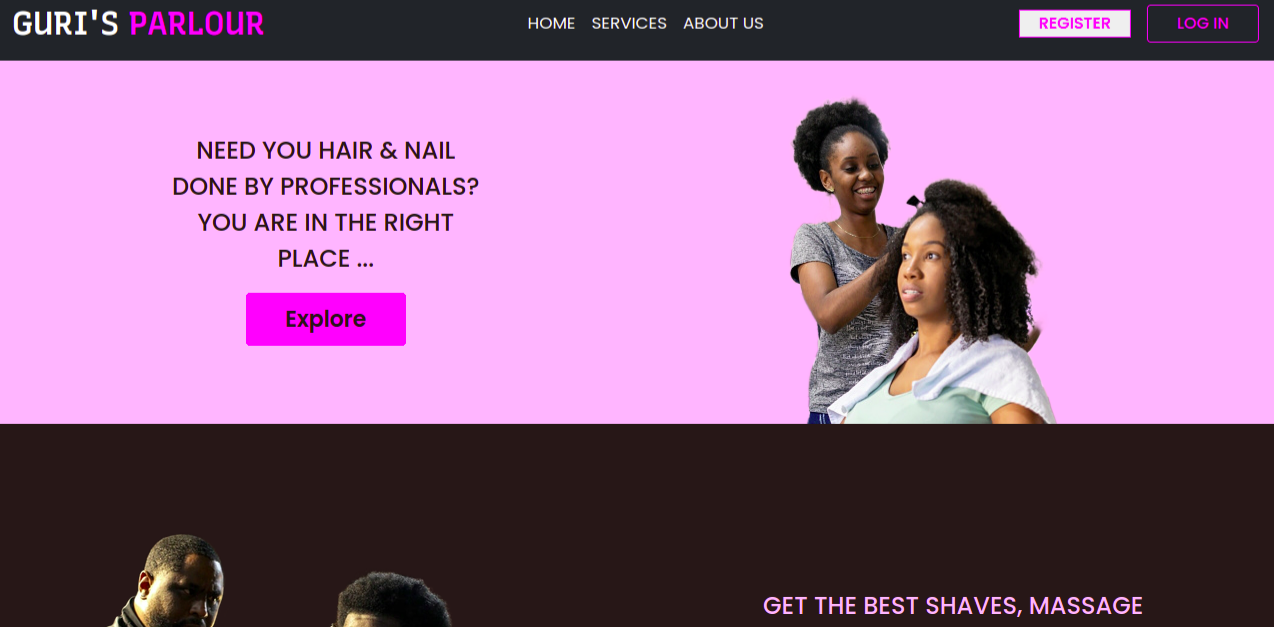 GURI'S PARLOUR
HOME SERVICES ABOUT US
REGISTER
LOG IN
NEED YOU HAIR & NAIL
DONE BY PROFESSIONALS?
YOU ARE IN THE RIGHT
PLACE ...
Explore
GET THE BEST SHAVES, MASSAGE